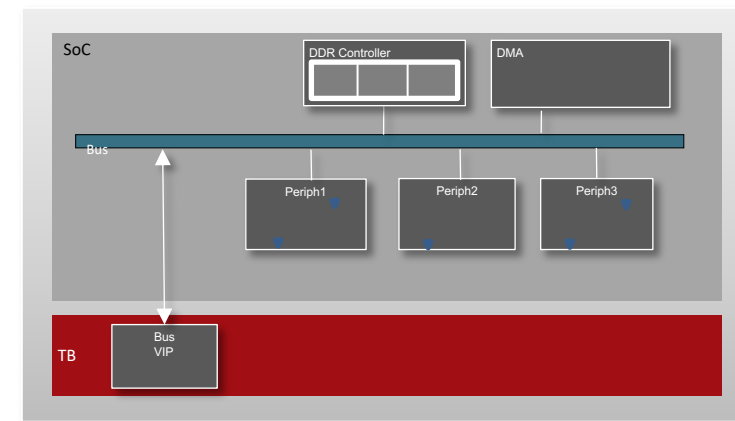 SoC
DDR Controller
DMA
Bus
Periph1
Periph2
Periph3
TB
Bus
VIP